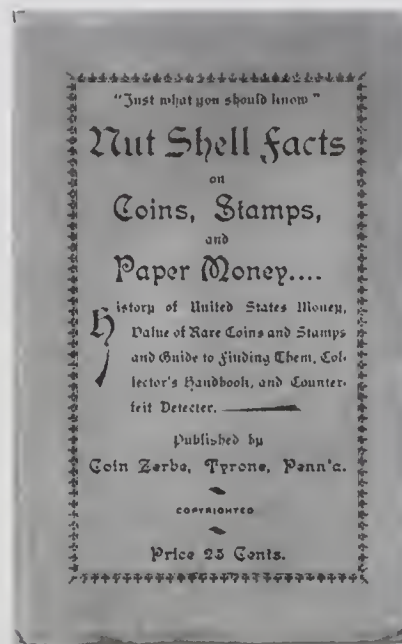 "Just what you should know"
Nut Shell Facts
on
Coins, Stamps,
and
Paper Money....
History of United States Money,
Value of Rare Coins and Stamps
and Guide to Finding Them, Col-
lector's Handbook, and Counter-
feit Detecter.
Published by
Coin Zerbe, Tyrone, Penn'a.
COPYRIGHTED
Price 25 Cents.